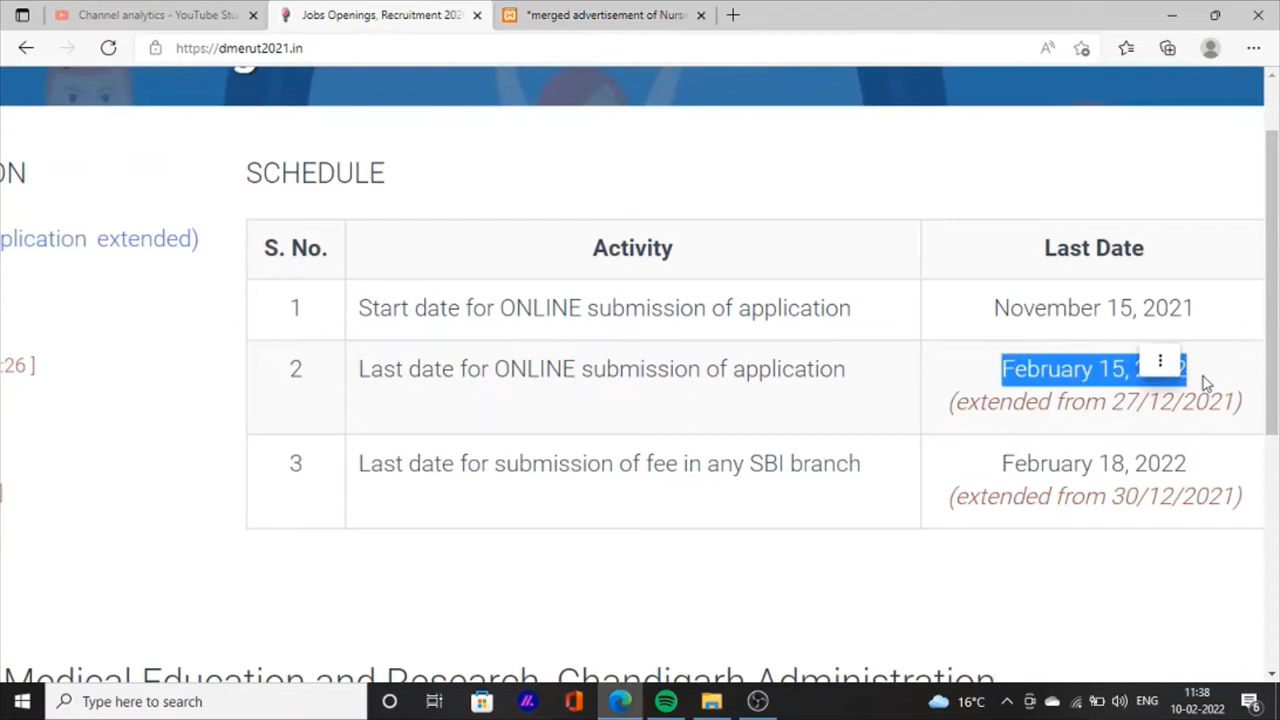 Channel analytics - YouTube Stu
Jobs Openings, Recruitment 202
*merged advertisement of Nurs
https://dmerut2021.in
ON
SCHEDULE
plication extended)
S. No.
Activity
Last Date
1
Start date for ONLINE submission of application
November 15, 2021
:26 ]
2
Last date for ONLINE submission of application
February 15, 2
(extended from 27/12/2021)
3
Last date for submission of fee in any SBI branch
February 18, 2022
(extended from 30/12/2021)
]
Medical Education and Research, Chandigarh Administration
Type here to search
16°C
ENG
11:38
10-02-2022
6